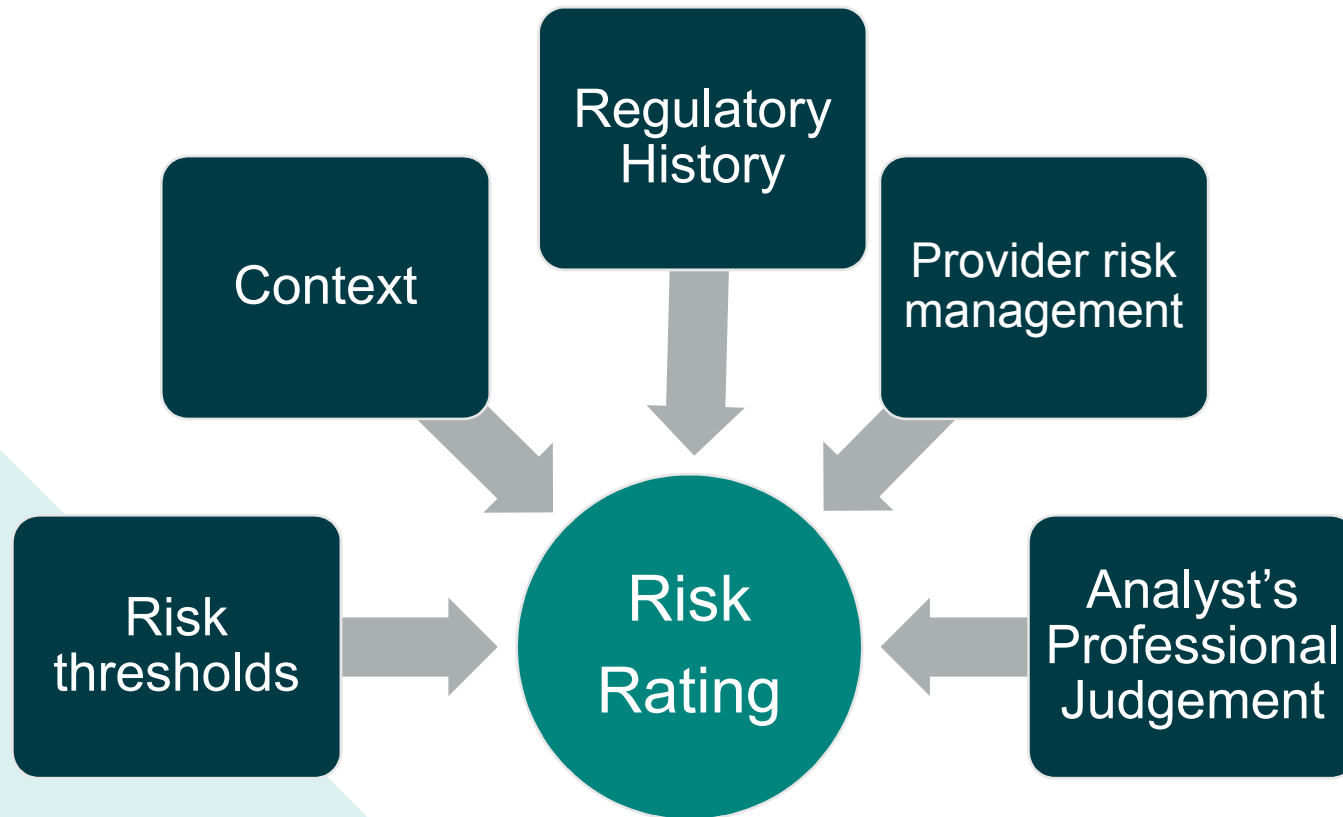 Regulatory
History
Context
Provider risk
management
Risk
thresholds
Risk
Rating
Analyst’s
Professional
Judgement